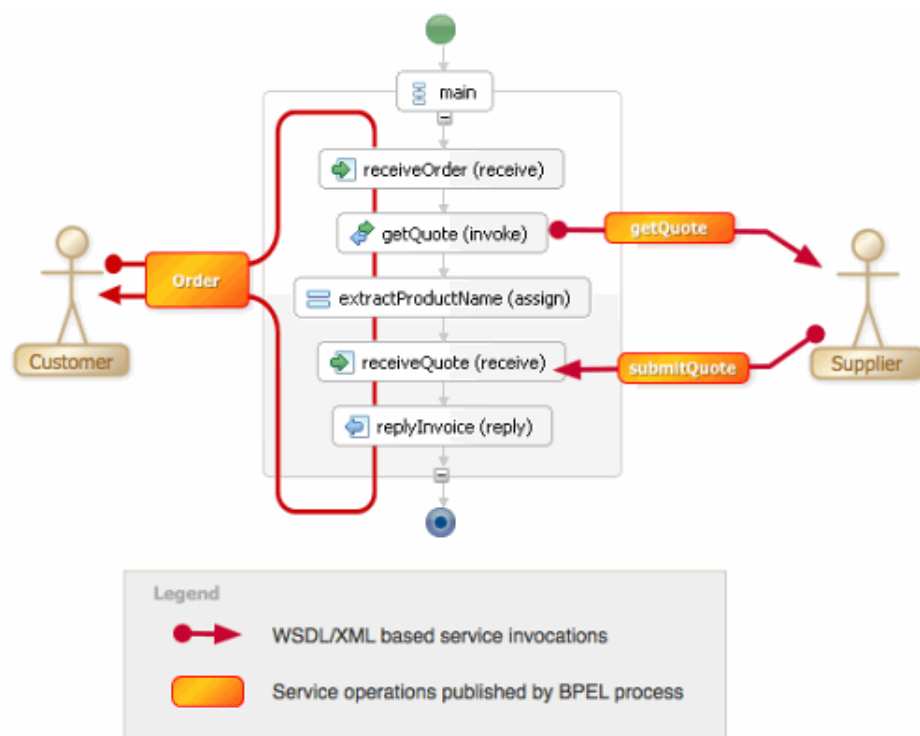 main
receiveOrder (receive)
getQuote (invoke)
getQuote
Order
extractProductName (assign)
Customer
receiveQuote (receive)
submitQuote
Supplier
replyInvoice (reply)
Legend
WSDL/XML based service invocations
Service operations published by BPEL process